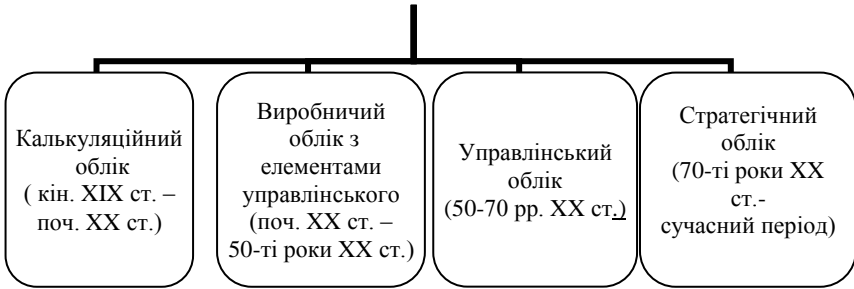 Калькуляційний
облік
( кін. XIX ст. –
поч. XX ст.)
Виробничий
облік з
елементами
управлінського
(поч. XX ст. –
50-ті роки XX ст.)
Управлінський
облік
(50-70 рр. XX ст.)
Стратегічний
облік
(70-ті роки XX
ст.-
сучасний період)